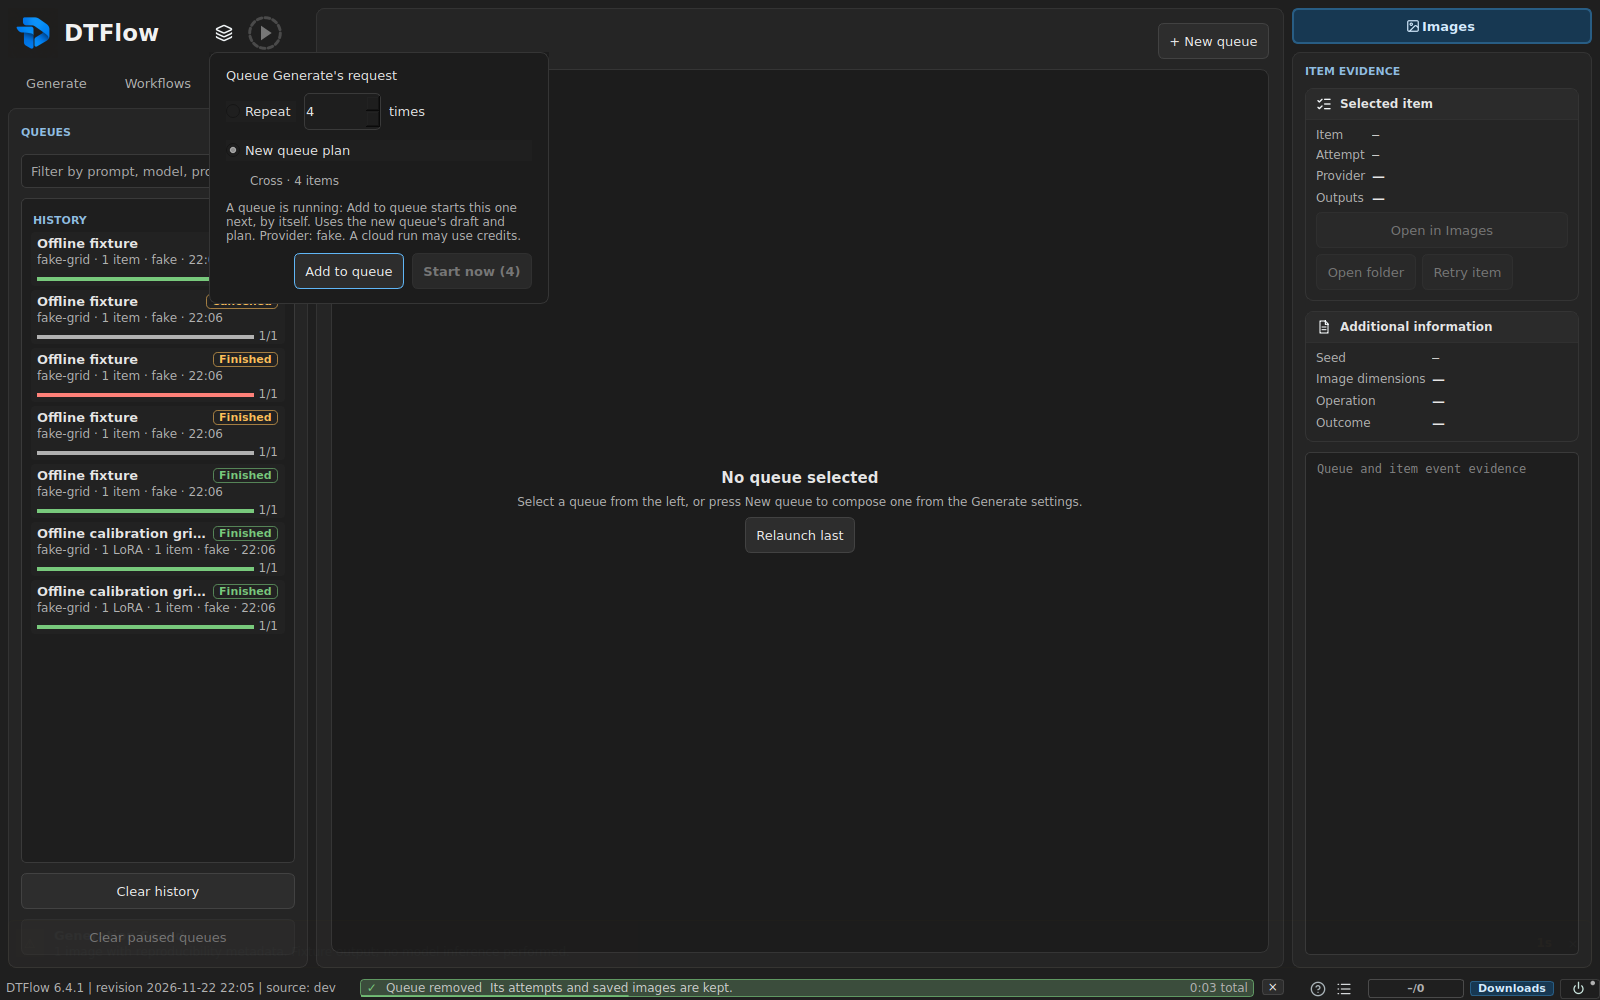 DTFlow
Generate
Workflows
QUEUES
Filter by prompt, model, pro
HISTORY
Offline fixture
fake-grid · 1 item · fake · 22:0
Offline fixture
fake-grid · 1 item · fake · 22:06
1/1
Offline fixture
Finished
fake-grid · 1 item · fake · 22:06
1/1
Offline fixture
Finished
fake-grid · 1 item · fake · 22:06
1/1
Offline fixture
Finished
fake-grid · 1 item · fake · 22:06
1/1
Offline calibration gri...
Finished
fake-grid · 1 LoRA · 1 item · fake · 22:06
1/1
Offline calibration gri...
Finished
fake-grid · 1 LoRA · 1 item · fake · 22:06
1/1
Clear history
Clear paused queues
Queue Generate's request
Repeat 4 times
New queue plan
Cross · 4 items
A queue is running: Add to queue starts this one
next, by itself. Uses the new queue's draft and
plan. Provider: fake. A cloud run may use credits.
Add to queue
Start now (4)
+ New queue
No queue selected
Select a queue from the left, or press New queue to compose one from the Generate settings.
Relaunch last
Images
ITEM EVIDENCE
Selected item
Item –
Attempt –
Provider —
Outputs —
Open in Images
Open folder
Retry item
Additional information
Seed –
Image dimensions —
Operation —
Outcome —
Queue and item event evidence
DTFlow 6.4.1 | revision 2026-11-22 22:05 | source: dev
✓ Queue removed Its attempts and saved images are kept.
0:03 total
×
–/0
Downloads